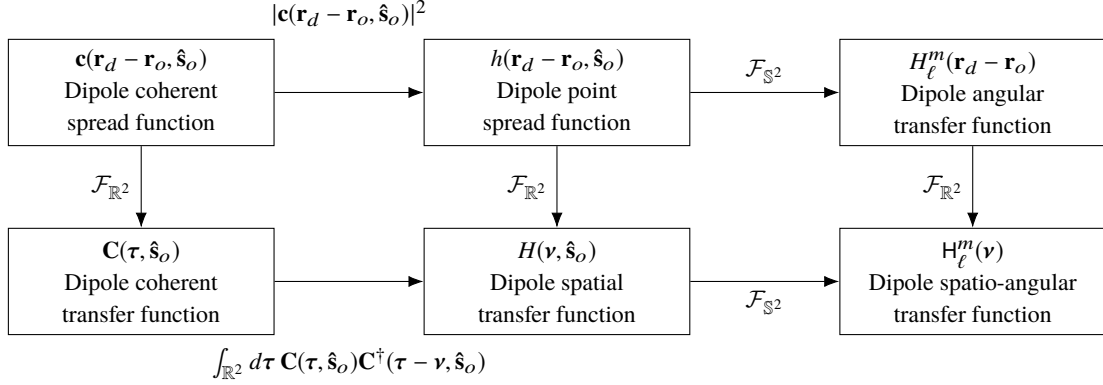 |𝐜(𝐫_d − 𝐫_o, 𝐬̂_o)|²
𝐜(𝐫_d − 𝐫_o, 𝐬̂_o)
Dipole coherent
spread function
h(𝐫_d − 𝐫_o, 𝐬̂_o)
Dipole point
spread function
𝓕_𝕊²
H_ℓ^m(𝐫_d − 𝐫_o)
Dipole angular
transfer function
𝓕_ℝ²
𝓕_ℝ²
𝓕_ℝ²
𝐂(𝛕, 𝐬̂_o)
Dipole coherent
transfer function
H(𝛎, 𝐬̂_o)
Dipole spatial
transfer function
𝓕_𝕊²
𝖧_ℓ^m(𝛎)
Dipole spatio-angular
transfer function
∫_ℝ² d𝛕 𝐂(𝛕, 𝐬̂_o)𝐂†(𝛕 − 𝛎, 𝐬̂_o)